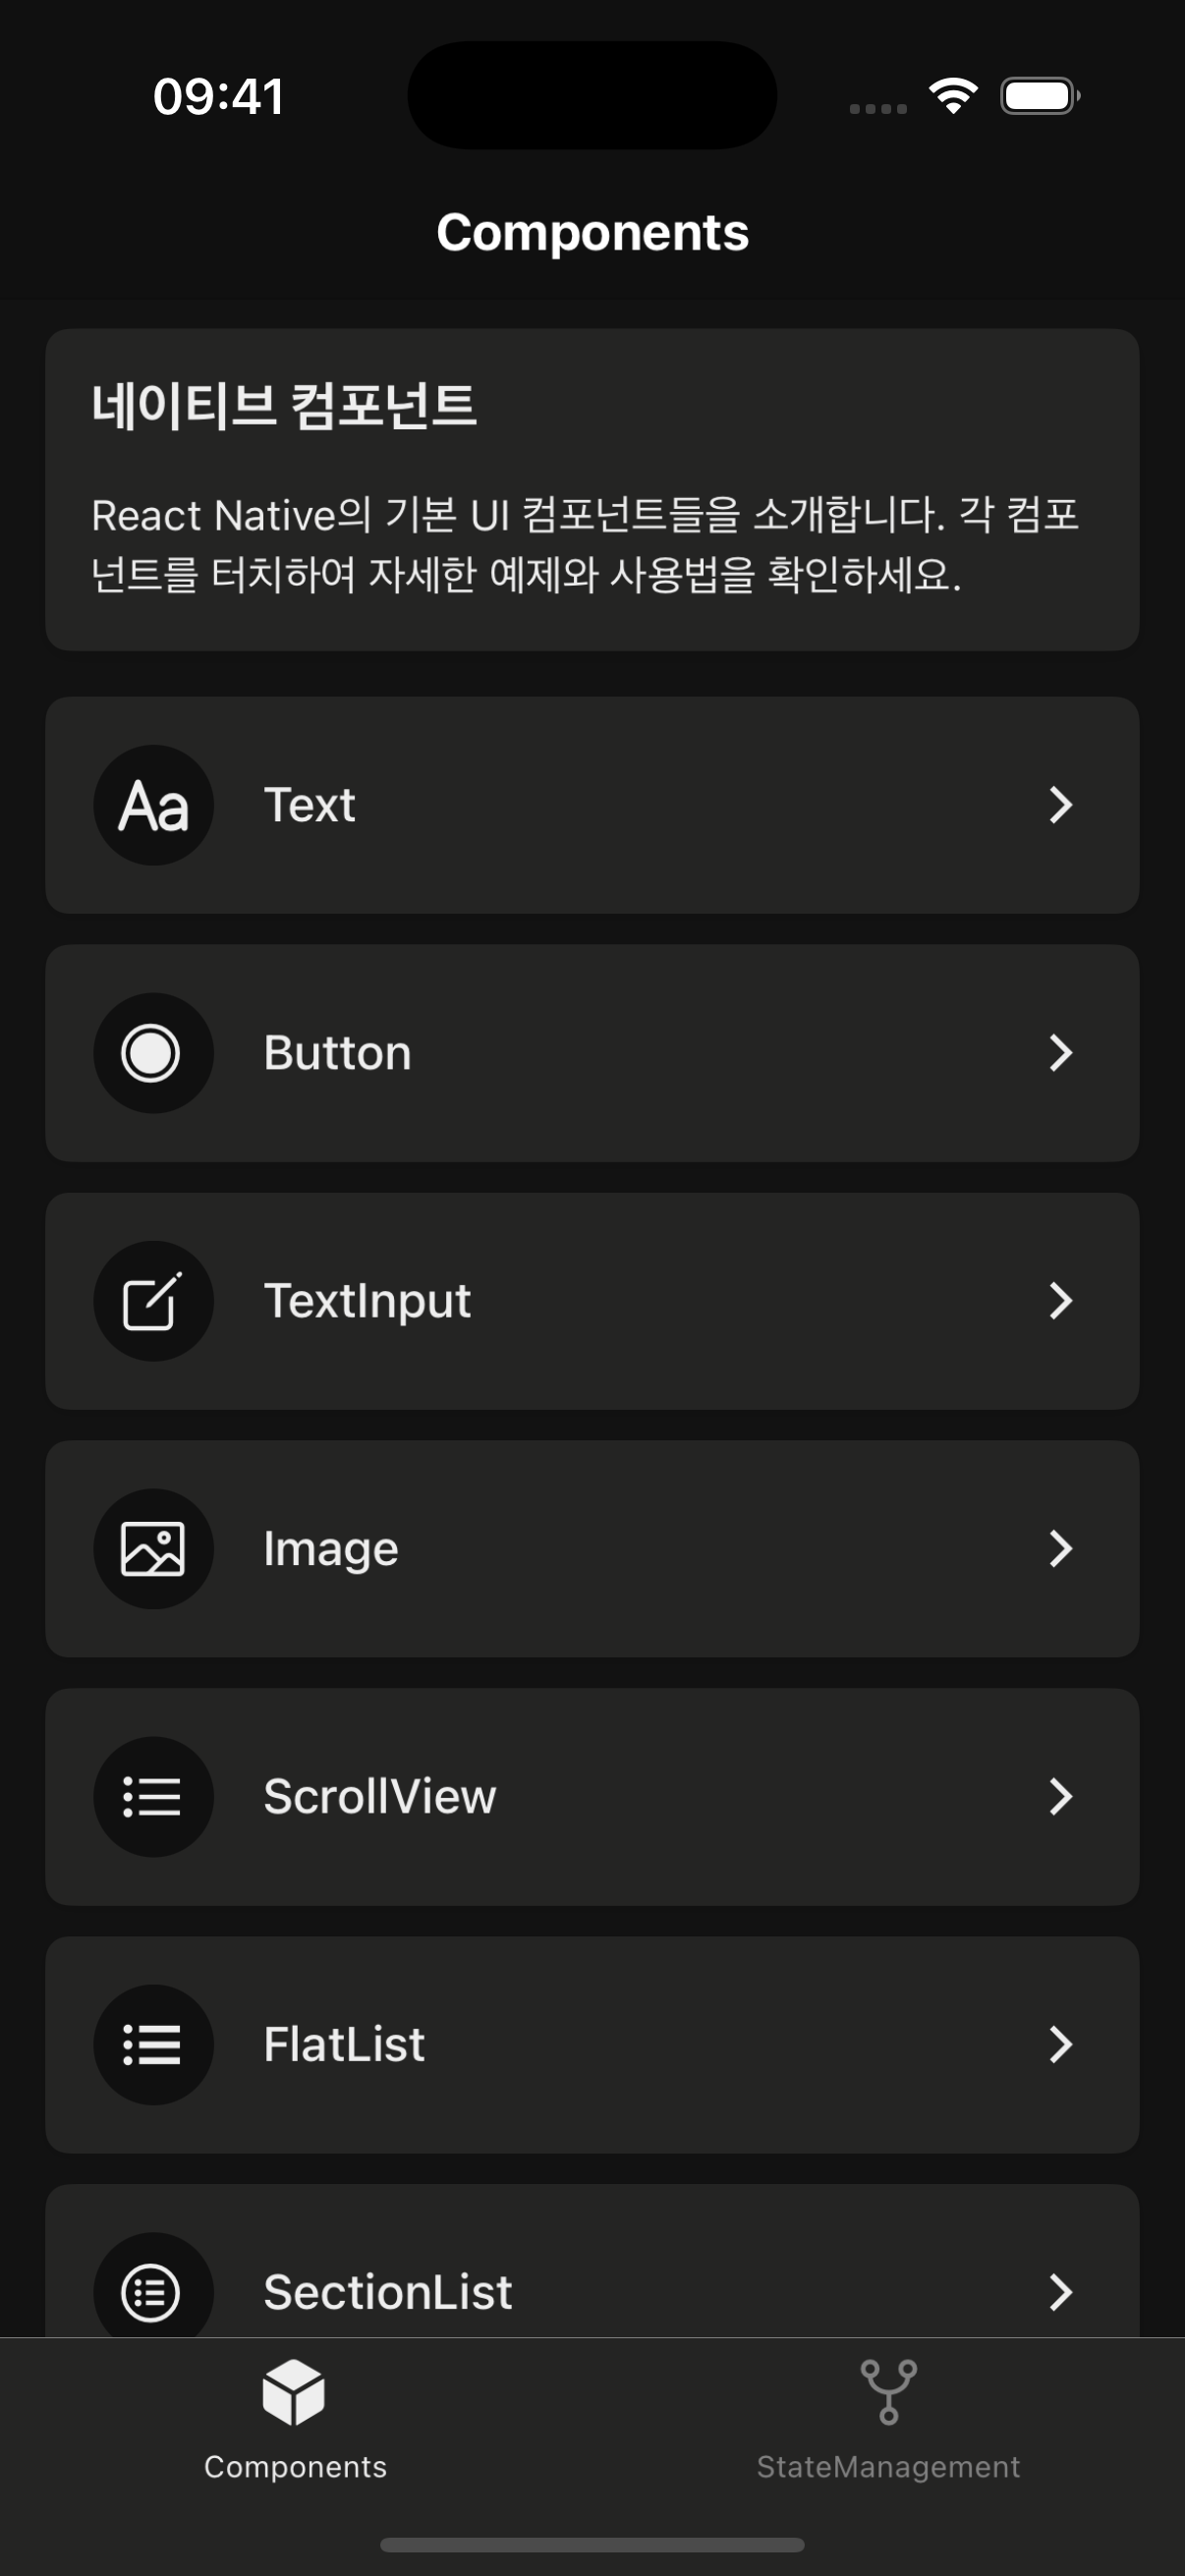 09:41
Components
네이티브 컴포넌트
React Native의 기본 UI 컴포넌트들을 소개합니다. 각 컴포
넌트를 터치하여 자세한 예제와 사용법을 확인하세요.
Aa
Text
Button
TextInput
Image
ScrollView
FlatList
SectionList
Components
StateManagement